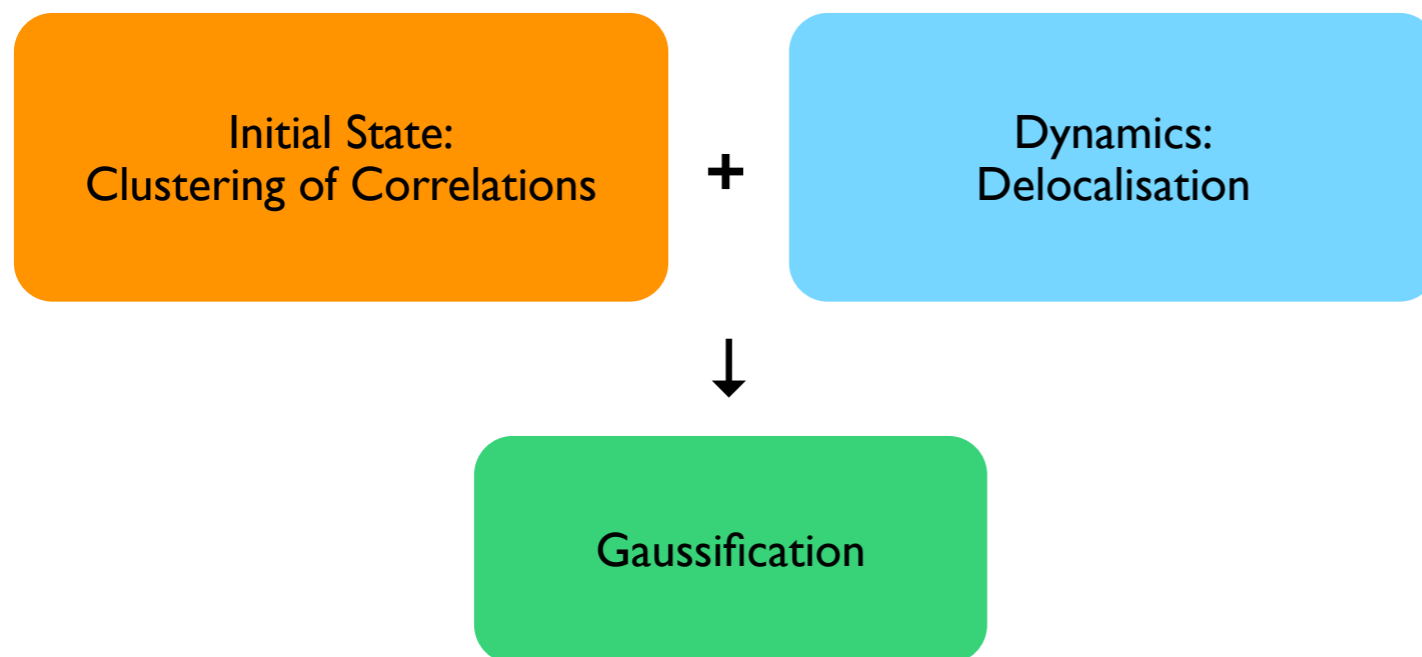 Initial State:
Clustering of Correlations
+
Dynamics:
Delocalisation
↓
Gaussification